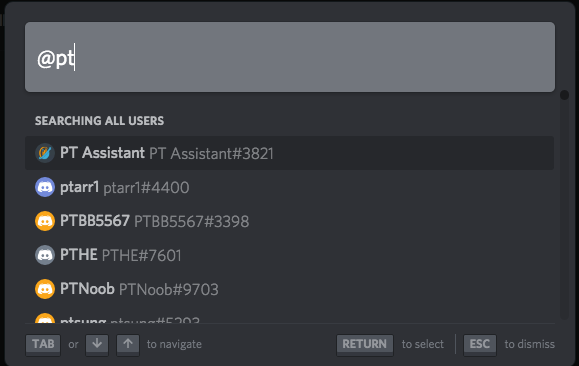 @pt
SEARCHING ALL USERS
PT Assistant PT Assistant#3821
ptarr1 ptarr1#4400
PTBB5567 PTBB5567#3398
PTHE PTHE#7601
PTNoob PTNoob#9703
ptsung ptsung#5293
TAB or ↓ ↑ to navigate RETURN to select ESC to dismiss